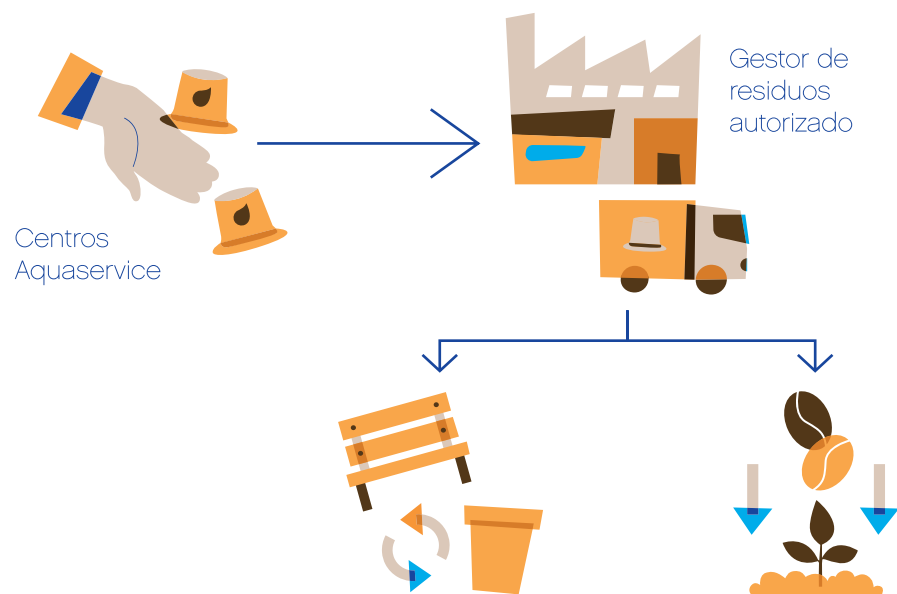 Gestor de
residuos
autorizado
Centros
Aquaservice